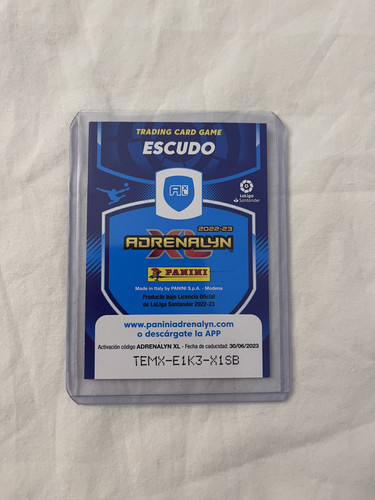 TRADING CARD GAME
ESCUDO
AXL
LaLiga
Santander
2022-23
ADRENALYN
XL
PANINI
Made in Italy by PANINI S.p.A. - Modena
Producto bajo Licencia Oficial
de LaLiga Santander 2022-23
www.paniniadrenalyn.com
o descárgate la APP
Activación código ADRENALYN XL - Fecha de caducidad: 30/06/2023
TEMX-E1K3-X1SB